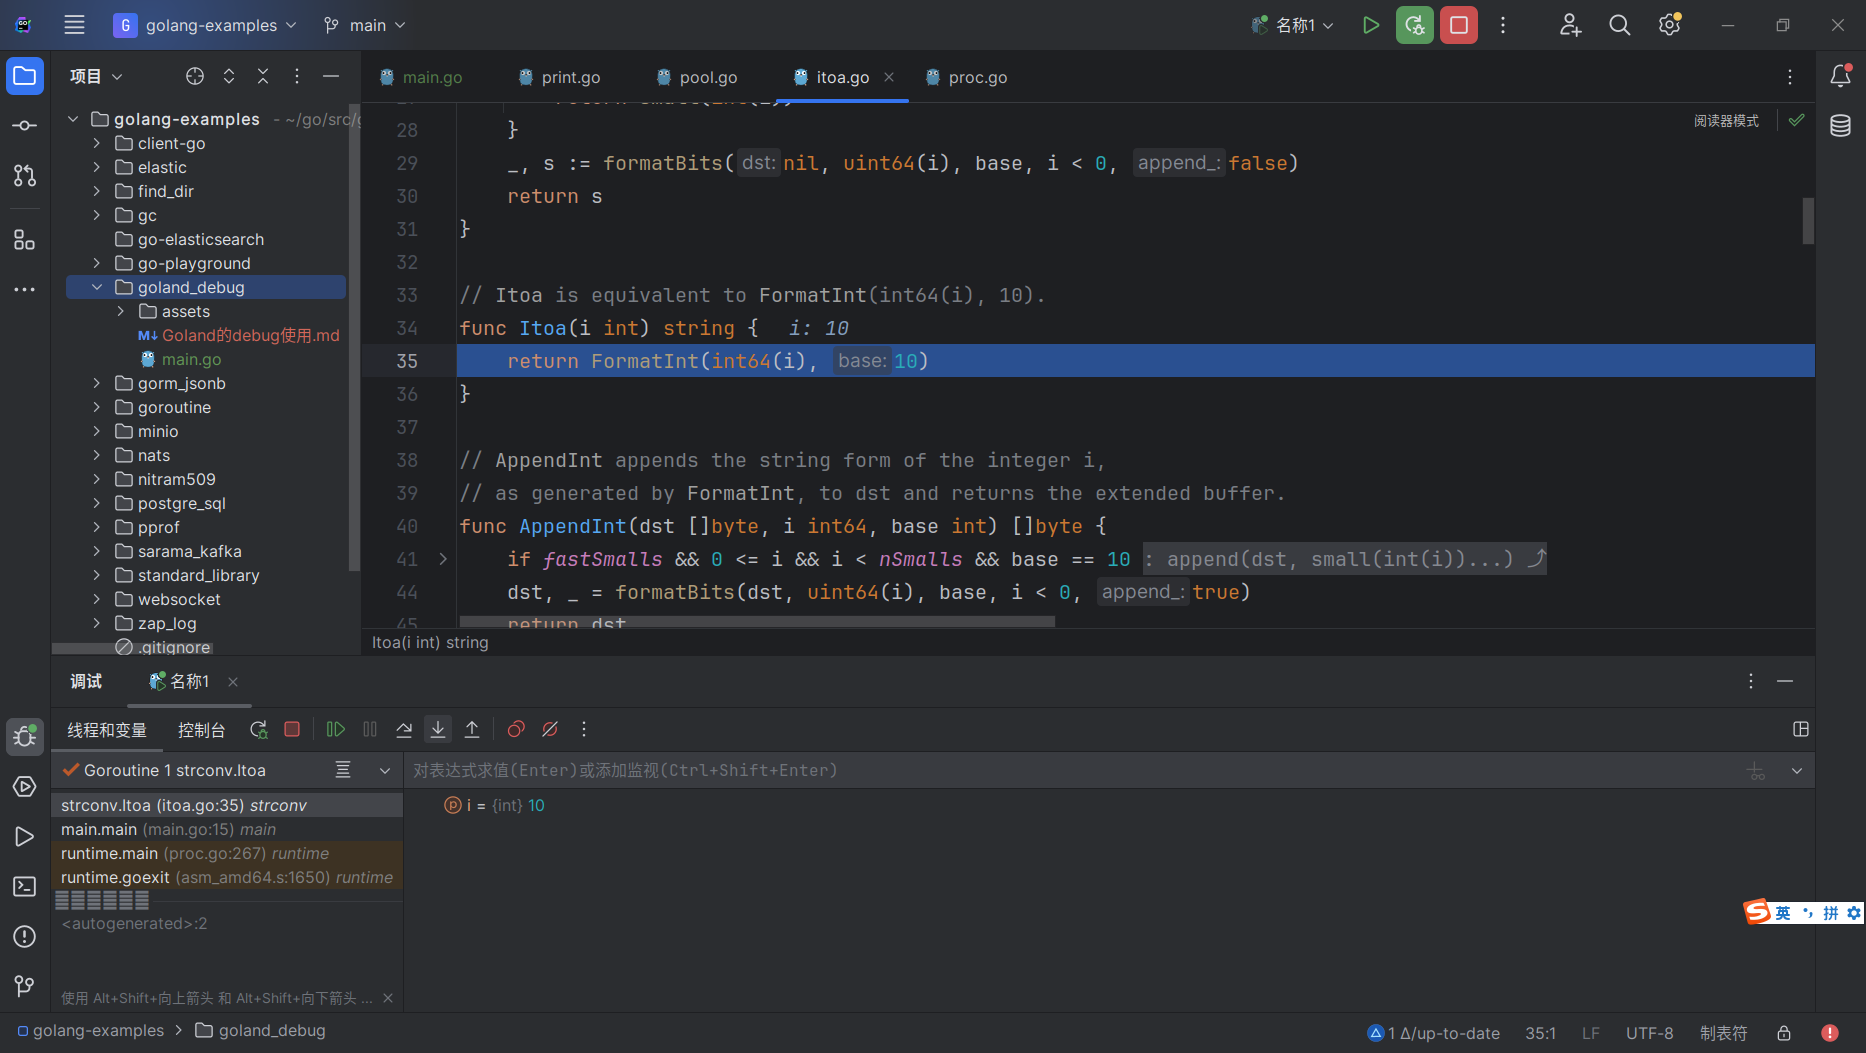 G golang-examples
main
名称1
项目
main.go
print.go
pool.go
itoa.go
proc.go
golang-examples - ~/go/src/
client-go
elastic
find_dir
gc
go-elasticsearch
go-playground
goland_debug
assets
M↓ Goland的debug使用.md
main.go
gorm_jsonb
goroutine
minio
nats
nitram509
postgre_sql
pprof
sarama_kafka
standard_library
websocket
zap_log
.gitignore
阅读器模式
28 }
29 _, s := formatBits( dst: nil, uint64(i), base, i < 0, append_: false)
30 return s
31 }
32
33 // Itoa is equivalent to FormatInt(int64(i), 10).
34 func Itoa(i int) string { i: 10
35 return FormatInt(int64(i), base: 10)
36 }
37
38 // AppendInt appends the string form of the integer i,
39 // as generated by FormatInt, to dst and returns the extended buffer.
40 func AppendInt(dst []byte, i int64, base int) []byte {
41 if fastSmalls && 0 <= i && i < nSmalls && base == 10 : append(dst, small(int(i))...)
44 dst, _ = formatBits(dst, uint64(i), base, i < 0, append_: true)
45 return dst
Itoa(i int) string
调试
名称1
线程和变量
控制台
Goroutine 1 strconv.Itoa
对表达式求值(Enter)或添加监视(Ctrl+Shift+Enter)
strconv.Itoa (itoa.go:35) strconv
main.main (main.go:15) main
runtime.main (proc.go:267) runtime
runtime.goexit (asm_amd64.s:1650) runtime
<autogenerated>:2
p i = {int} 10
使用 Alt+Shift+向上箭头 和 Alt+Shift+向下箭头 ...
S 英 拼
golang-examples > goland_debug
1 Δ/up-to-date
35:1
LF
UTF-8
制表符